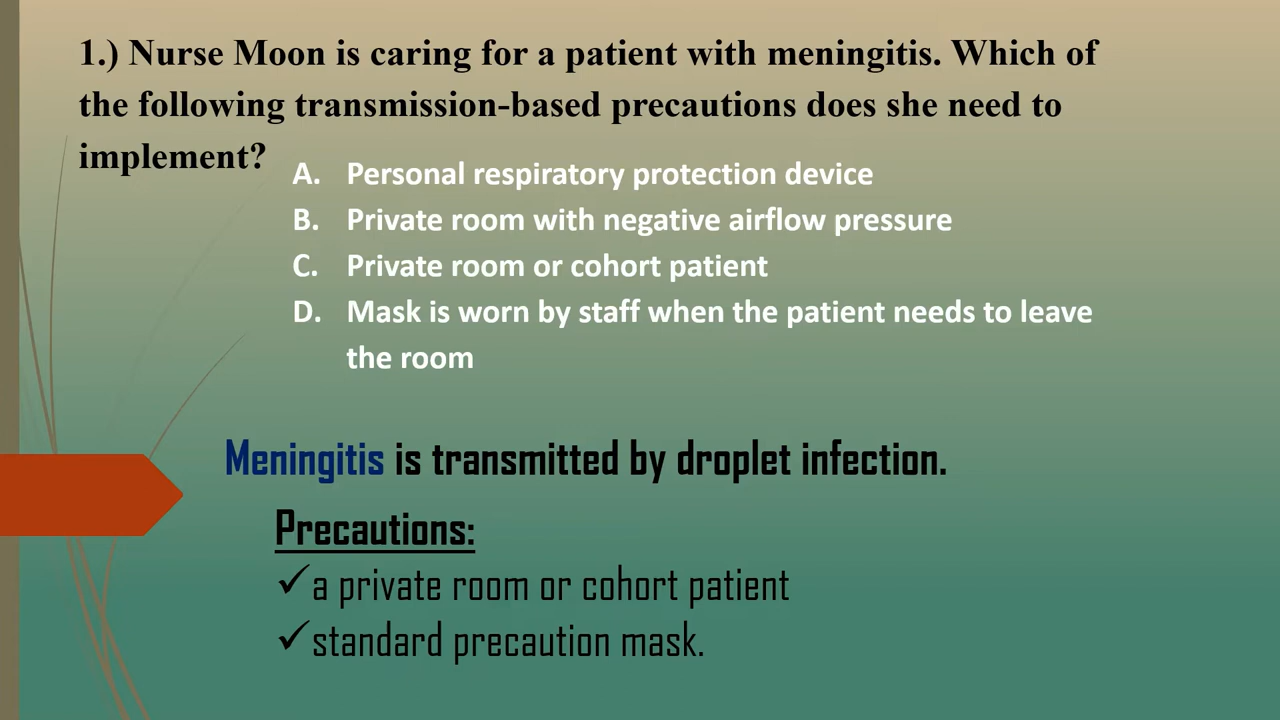 1.) Nurse Moon is caring for a patient with meningitis. Which of
the following transmission-based precautions does she need to
implement?
A. Personal respiratory protection device
B. Private room with negative airflow pressure
C. Private room or cohort patient
D. Mask is worn by staff when the patient needs to leave
the room
Meningitis is transmitted by droplet infection.
Precautions:
✓a private room or cohort patient
✓standard precaution mask.